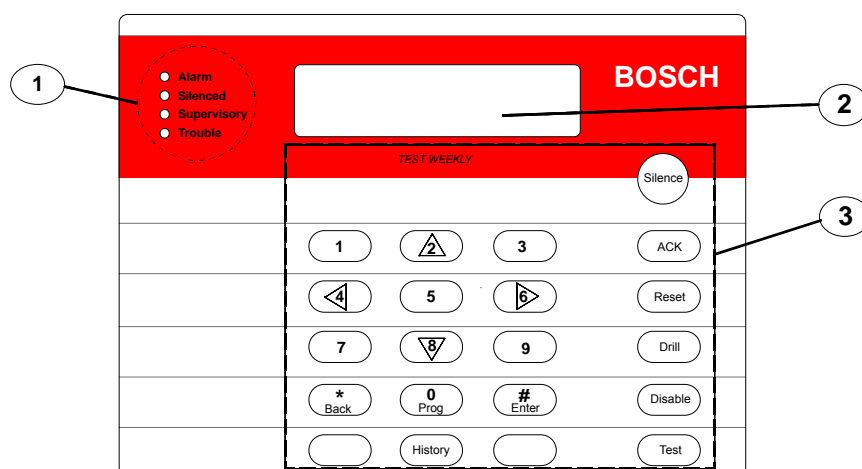 BOSCH
1
Alarm
Silenced
Supervisory
Trouble
2
TEST WEEKLY
Silence
3
1 2 3 ACK
4 5 6 Reset
7 8 9 Drill
* 0 # Disable
Back Prog Enter
History Test